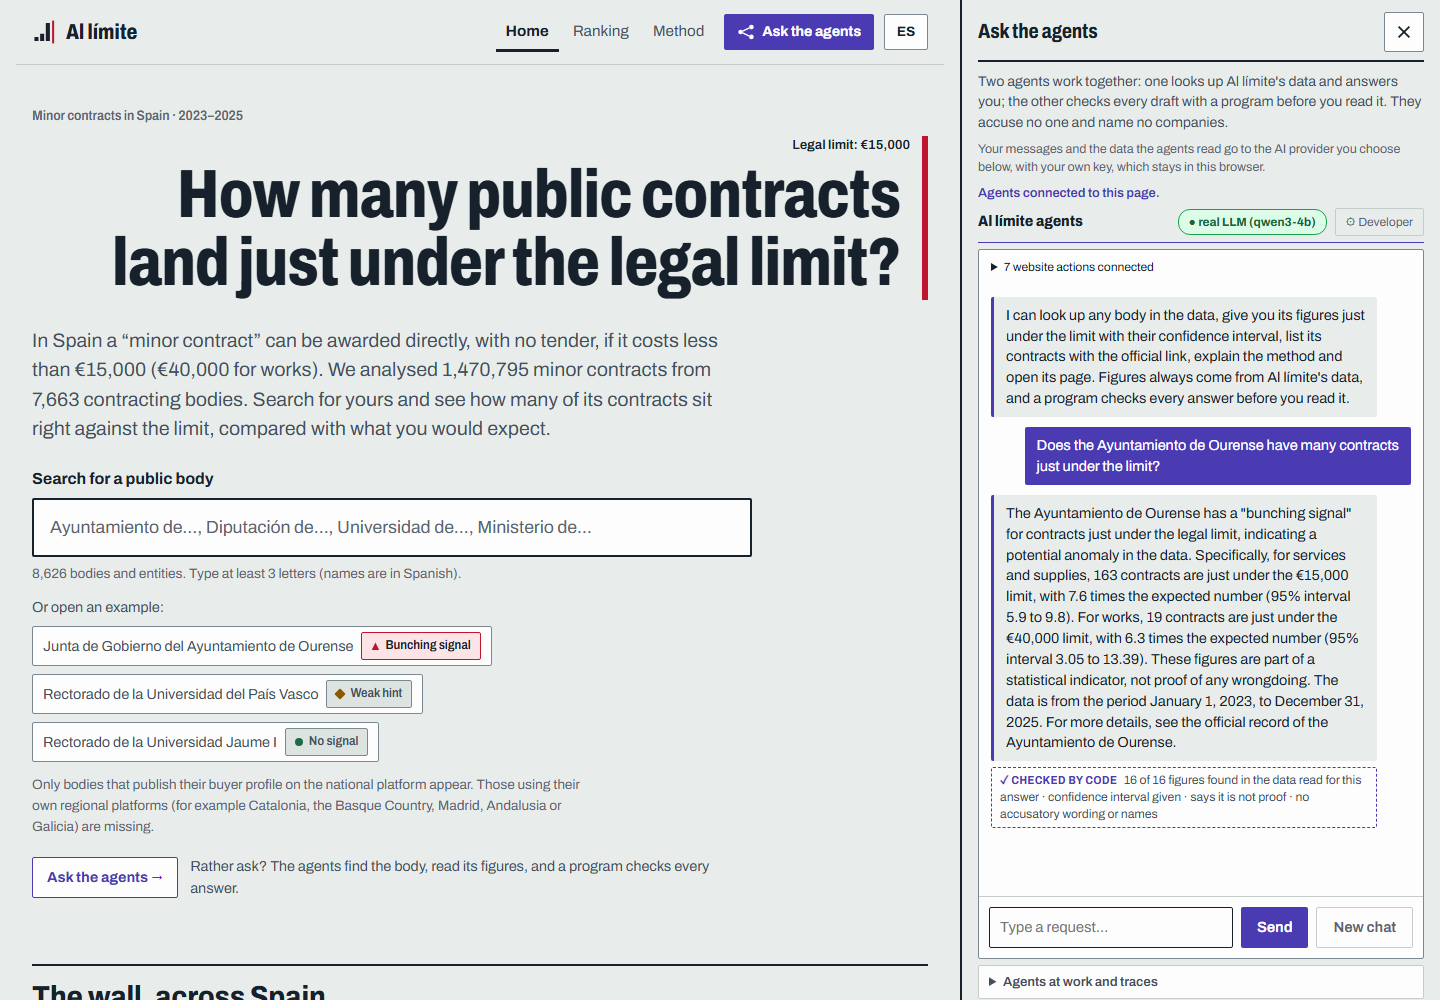 Al límite
Home
Ranking
Method
Ask the agents
ES
Minor contracts in Spain · 2023–2025
Legal limit: €15,000
How many public contracts
land just under the legal limit?
In Spain a “minor contract” can be awarded directly, with no tender, if it costs less
than €15,000 (€40,000 for works). We analysed 1,470,795 minor contracts from
7,663 contracting bodies. Search for yours and see how many of its contracts sit
right against the limit, compared with what you would expect.
Search for a public body
Ayuntamiento de…, Diputación de…, Universidad de…, Ministerio de…
8,626 bodies and entities. Type at least 3 letters (names are in Spanish).
Or open an example:
Junta de Gobierno del Ayuntamiento de Ourense ▲ Bunching signal
Rectorado de la Universidad del País Vasco ◆ Weak hint
Rectorado de la Universidad Jaume I ● No signal
Only bodies that publish their buyer profile on the national platform appear. Those using their
own regional platforms (for example Catalonia, the Basque Country, Madrid, Andalusia or
Galicia) are missing.
Ask the agents →
Rather ask? The agents find the body, read its figures, and a program checks every
answer.
The wall, across Spain
Ask the agents
✕
Two agents work together: one looks up Al límite's data and answers
you; the other checks every draft with a program before you read it. They
accuse no one and name no companies.
Your messages and the data the agents read go to the AI provider you choose
below, with your own key, which stays in this browser.
Agents connected to this page.
Al límite agents
● real LLM (qwen3-4b)
⚙ Developer
▶ 7 website actions connected
I can look up any body in the data, give you its figures just
under the limit with their confidence interval, list its
contracts with the official link, explain the method and
open its page. Figures always come from Al límite's data,
and a program checks every answer before you read it.
Does the Ayuntamiento de Ourense have many contracts
just under the limit?
The Ayuntamiento de Ourense has a "bunching signal"
for contracts just under the legal limit, indicating a
potential anomaly in the data. Specifically, for services
and supplies, 163 contracts are just under the €15,000
limit, with 7.6 times the expected number (95% interval
5.9 to 9.8). For works, 19 contracts are just under the
€40,000 limit, with 6.3 times the expected number (95%
interval 3.05 to 13.39). These figures are part of a
statistical indicator, not proof of any wrongdoing. The
data is from the period January 1, 2023, to December 31,
2025. For more details, see the official record of the
Ayuntamiento de Ourense.
✓ CHECKED BY CODE 16 of 16 figures found in the data read for this
answer · confidence interval given · says it is not proof · no
accusatory wording or names
Type a request...
Send
New chat
▶ Agents at work and traces